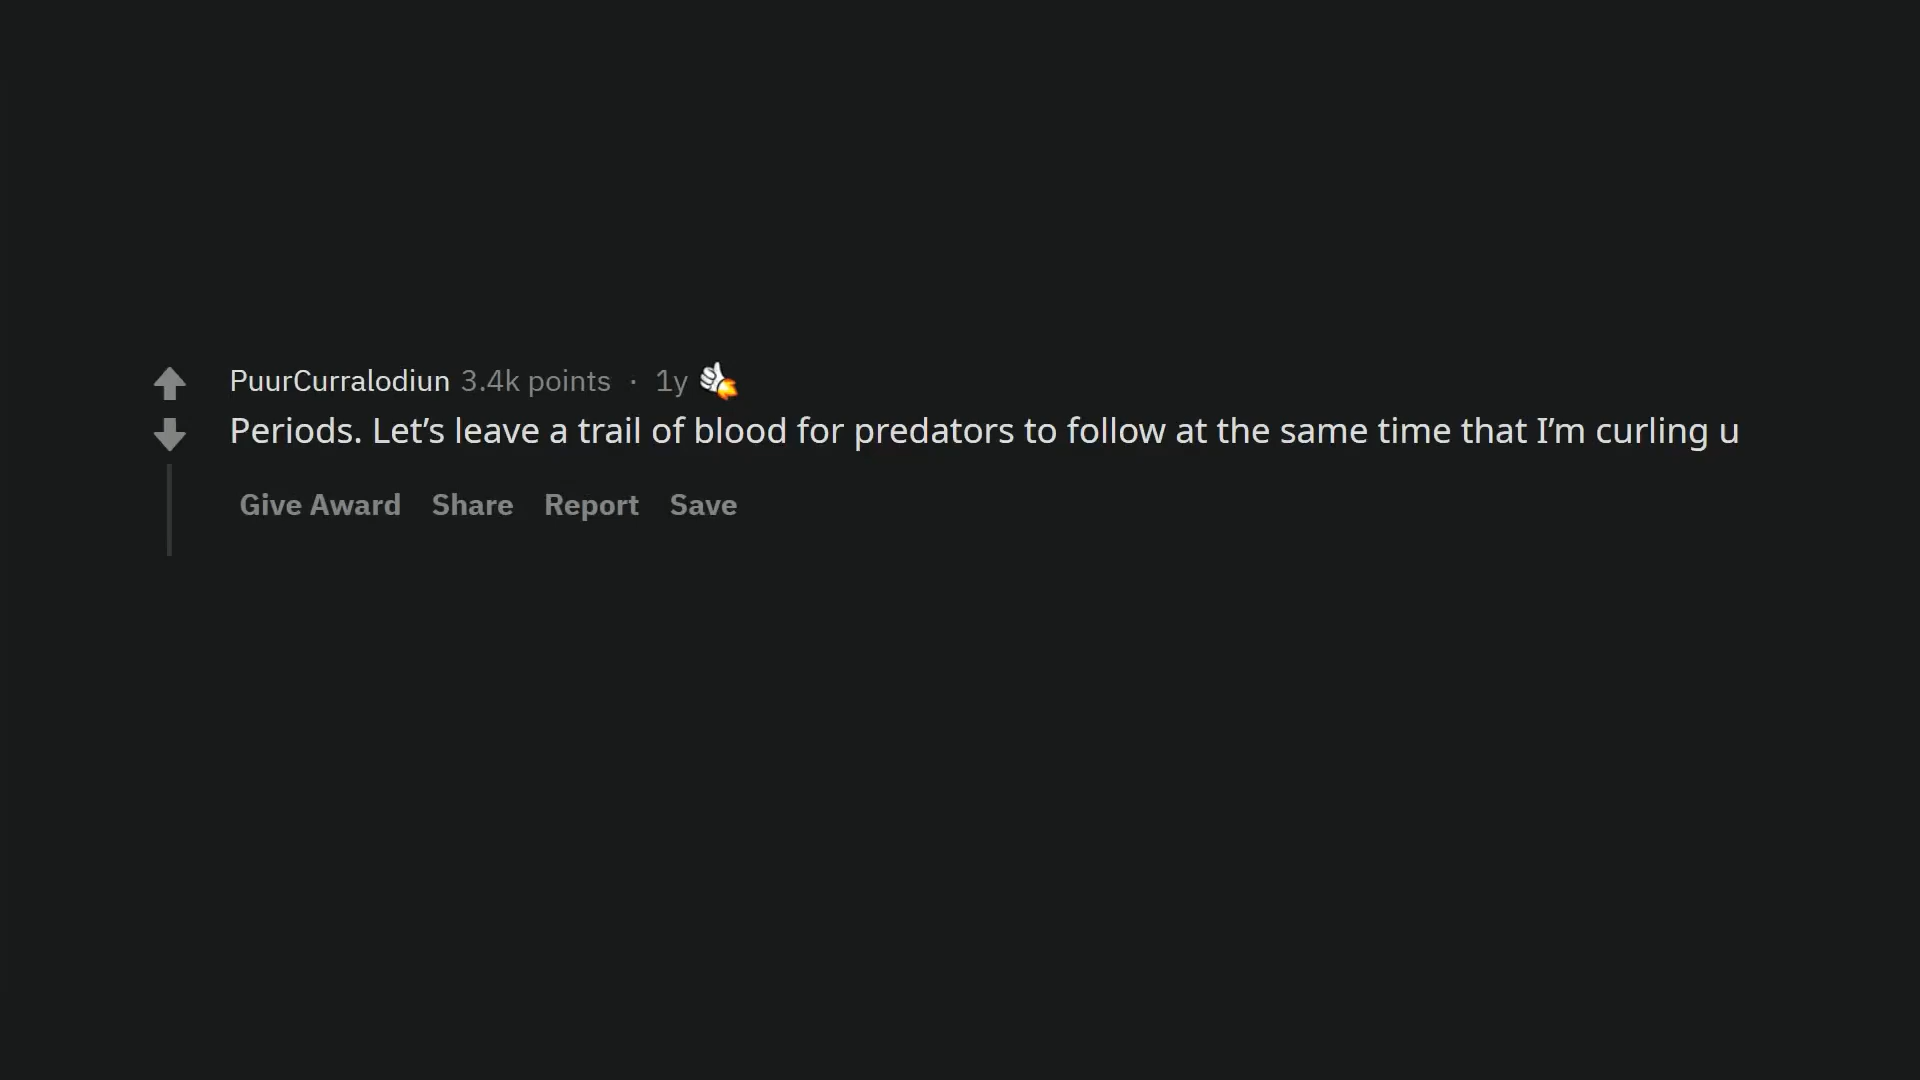 PuurCurralodiun 3.4k points · 1y
Periods. Let’s leave a trail of blood for predators to follow at the same time that I’m curling u
Give Award Share Report Save